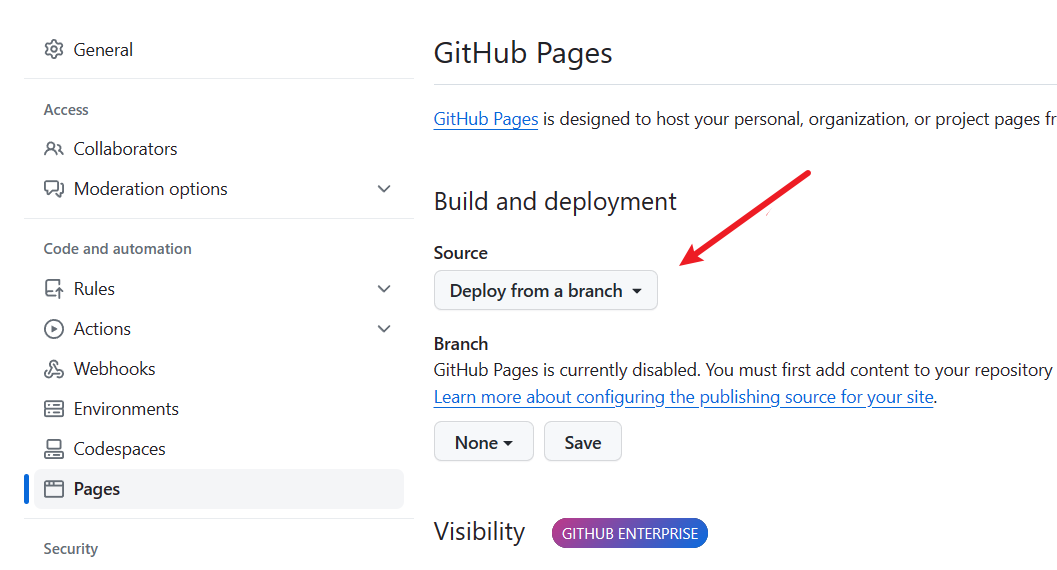 General
Access
Collaborators
Moderation options
Code and automation
Rules
Actions
Webhooks
Environments
Codespaces
Pages
Security
GitHub Pages
GitHub Pages is designed to host your personal, organization, or project pages
Build and deployment
Source
Deploy from a branch
Branch
GitHub Pages is currently disabled. You must first add content to your repository
Learn more about configuring the publishing source for your site.
None
Save
Visibility
GITHUB ENTERPRISE